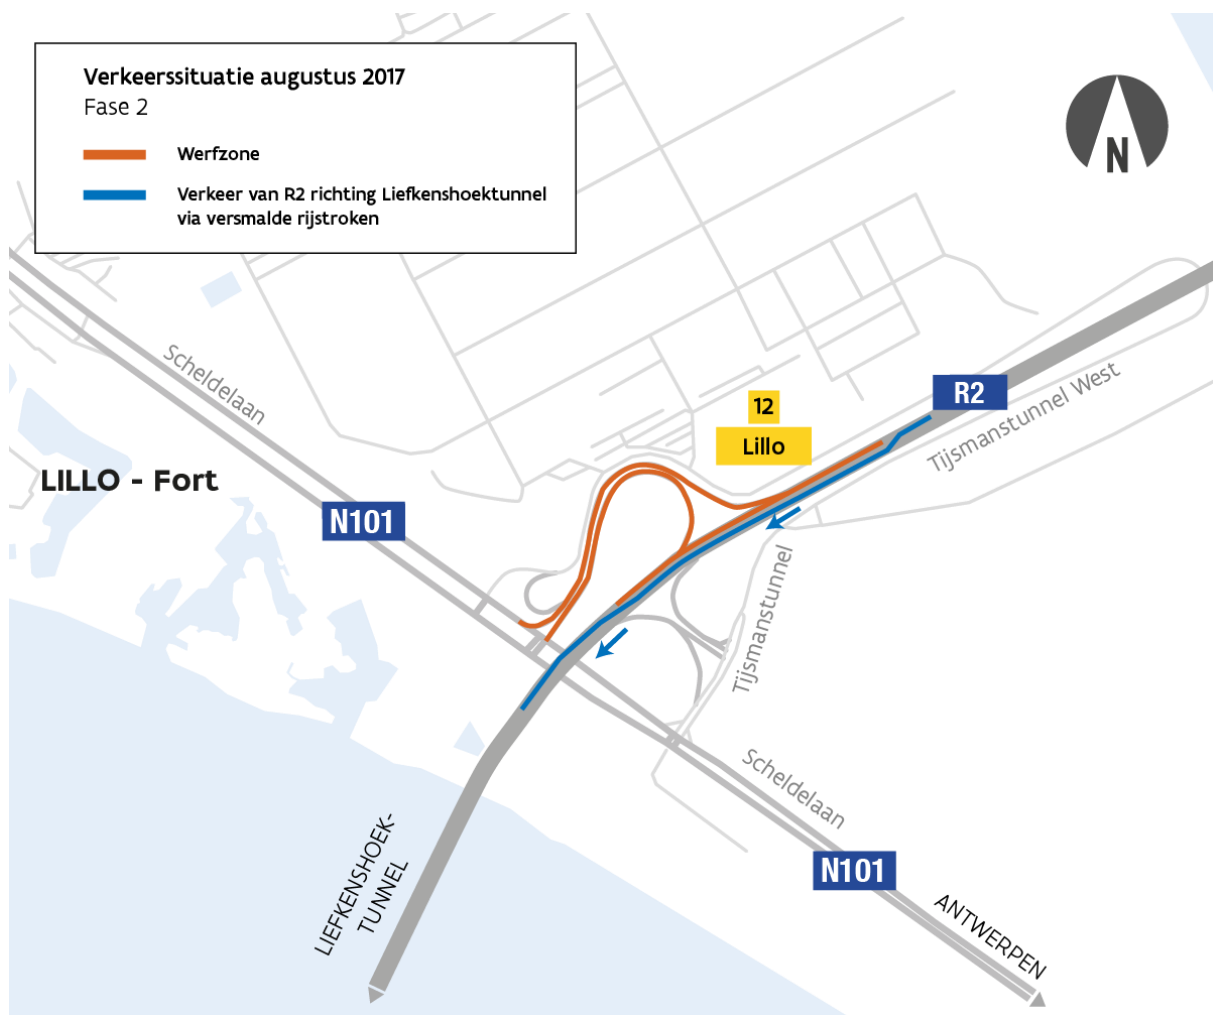 Verkeerssituatie augustus 2017
Fase 2
Werfzone
Verkeer van R2 richting Liefkenshoektunnel
via versmalde rijstroken
N
Scheldelaan
R2
Tijsmanstunnel West
12
Lillo
LILLO - Fort
N101
Tijsmanstunnel
Scheldelaan
N101
LIEFKENSHOEK-
TUNNEL
ANTWERPEN